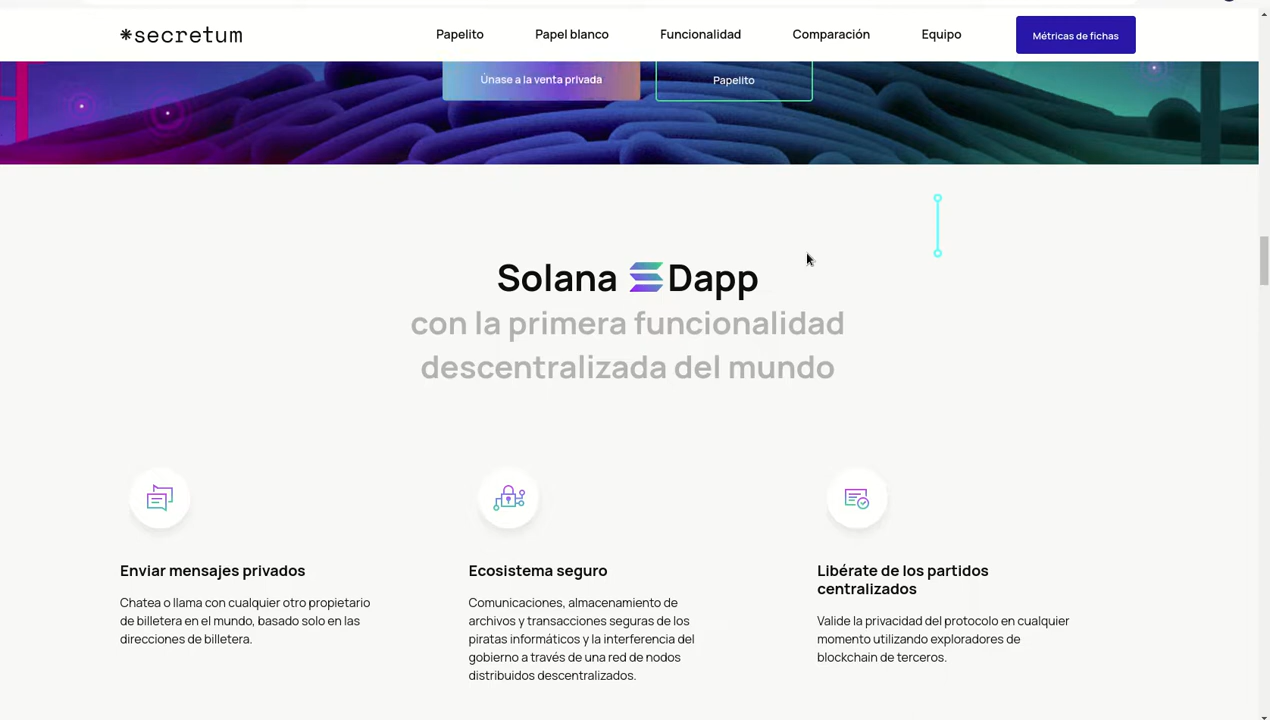 *secretum
Papelito
Papel blanco
Funcionalidad
Comparación
Equipo
Métricas de fichas
Únase a la venta privada
Papelito
Solana Dapp
con la primera funcionalidad
descentralizada del mundo
Enviar mensajes privados
Chatea o llama con cualquier otro propietario
de billetera en el mundo, basado solo en las
direcciones de billetera.
Ecosistema seguro
Comunicaciones, almacenamiento de
archivos y transacciones seguras de los
piratas informáticos y la interferencia del
gobierno a través de una red de nodos
distribuidos descentralizados.
Libérate de los partidos
centralizados
Valide la privacidad del protocolo en cualquier
momento utilizando exploradores de
blockchain de terceros.